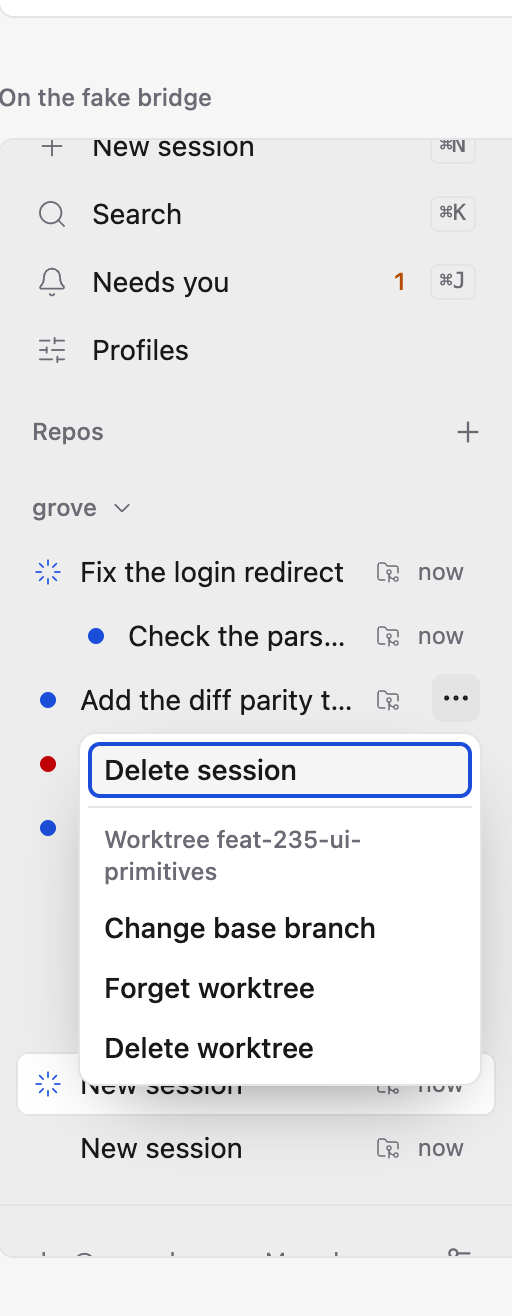 On the fake bridge
New session ⌘N
Search ⌘K
Needs you 1 ⌘J
Profiles
Repos
grove
Fix the login redirect now
Check the pars... now
Add the diff parity t...
Delete session
Worktree feat-235-ui-
primitives
Change base branch
Forget worktree
Delete worktree
New session now
New session now